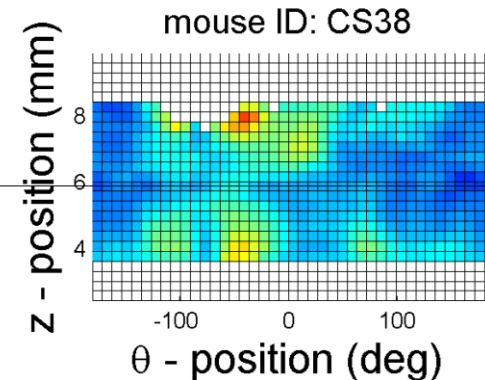 mouse ID: CS38
z - position (mm)
8
6
4
-100 0 100
θ - position (deg)